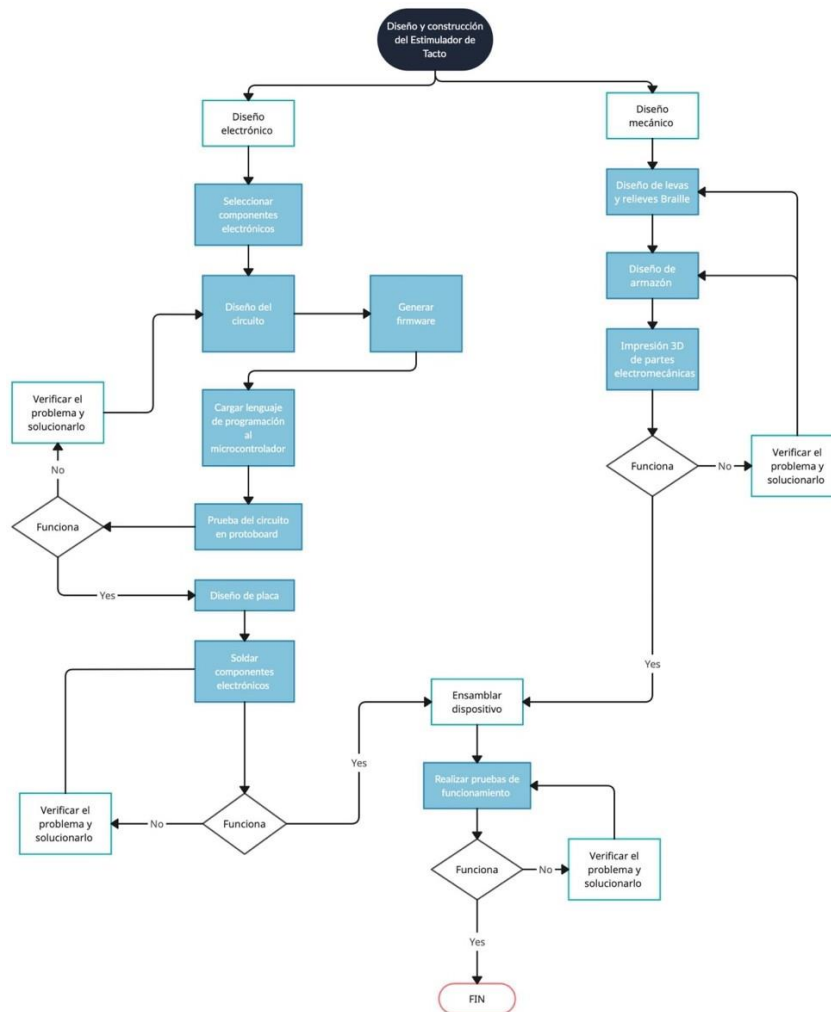 Diseño y construcción
del Estimulador de
Tacto
Diseño
electrónico
Diseño
mecánico
Seleccionar
componentes
electrónicos
Diseño de levas
y relieves Braille
Diseño del
circuito
Generar
firmware
Diseño de
armazón
Impresión 3D
de partes
electromecánicas
Verificar el
problema y
solucionarlo
Cargar lenguaje
de programación
al
microcontrolador
No
Funciona
No
Verificar el
problema y
solucionarlo
Funciona
Prueba del circuito
en protoboard
Yes
Diseño de placa
Soldar
componentes
electrónicos
Yes
Ensamblar
dispositivo
Yes
Realizar pruebas de
funcionamiento
Verificar el
problema y
solucionarlo
No
Funciona
Funciona
No
Verificar el
problema y
solucionarlo
Yes
FIN